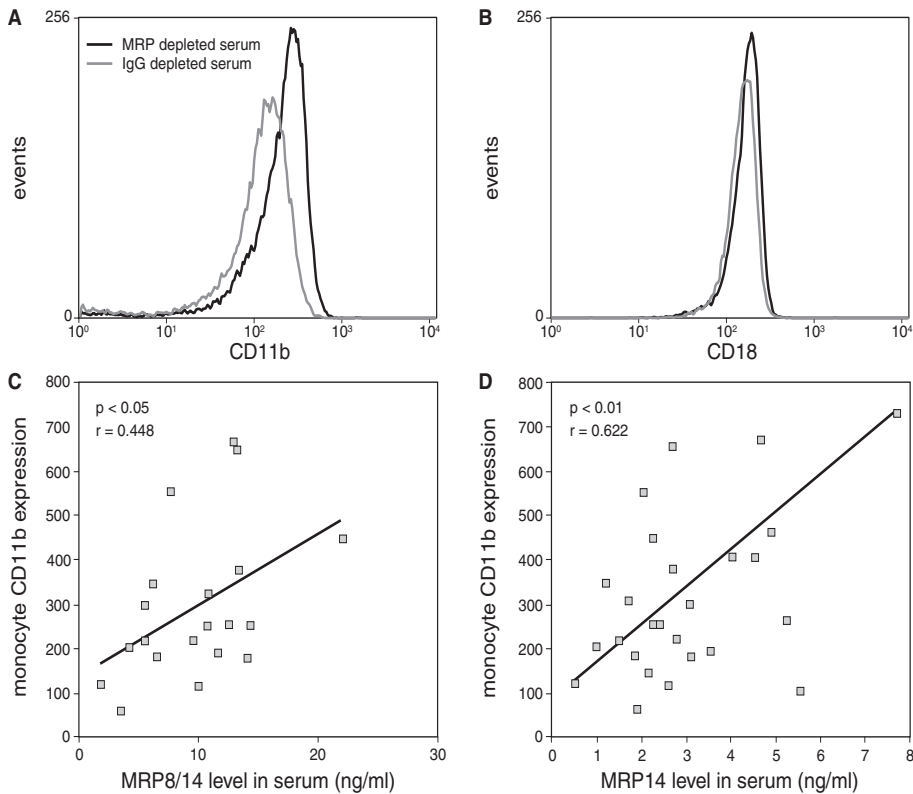 A
256
MRP depleted serum
IgG depleted serum
events
0
10⁰ 10¹ 10² 10³ 10⁴
CD11b
B
256
events
0
10⁰ 10¹ 10² 10³ 10⁴
CD18
C
800
700
600
500
400
300
200
100
0
p < 0.05
r = 0.448
monocyte CD11b expression
0 10 20 30
MRP8/14 level in serum (ng/ml)
D
800
700
600
500
400
300
200
100
0
p < 0.01
r = 0.622
monocyte CD11b expression
0 1 2 3 4 5 6 7 8
MRP14 level in serum (ng/ml)